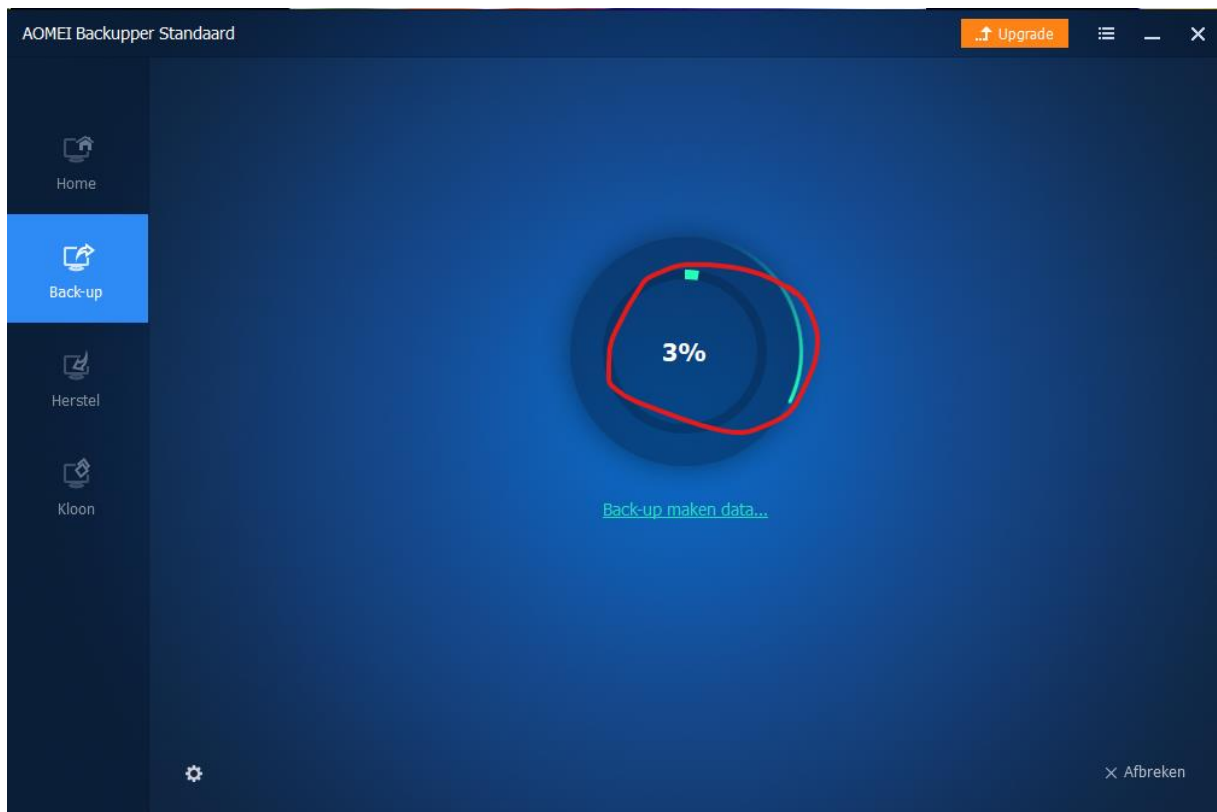 AOMEI Backupper Standaard
Upgrade
Home
Back-up
Herstel
Kloon
3%
Back-up maken data...
Afbreken